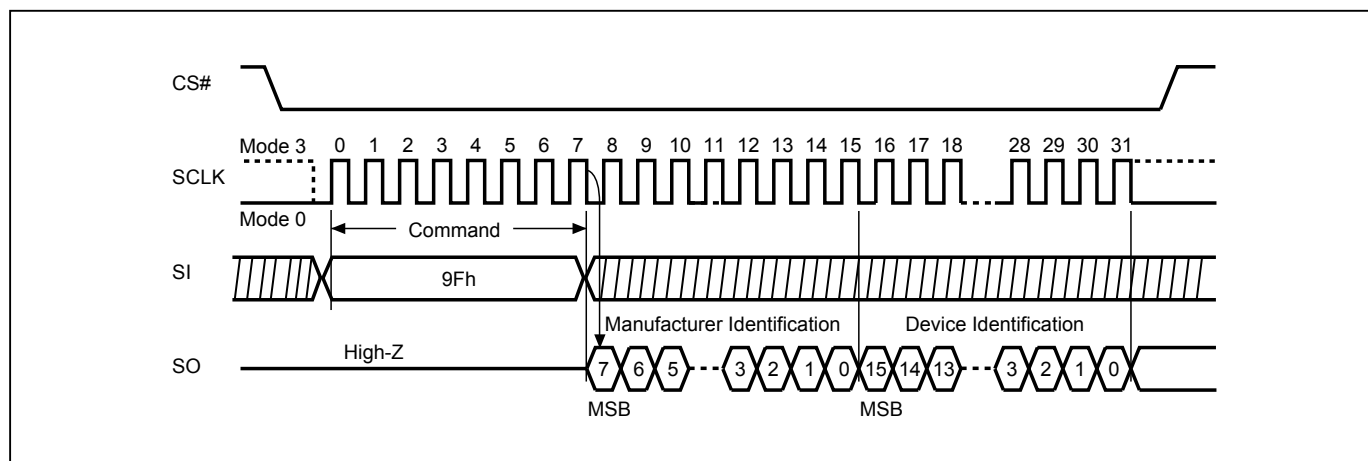 CS#
Mode 3 0 1 2 3 4 5 6 7 8 9 10 11 12 13 14 15 16 17 18 28 29 30 31
SCLK
Mode 0
Command
SI 9Fh
Manufacturer Identification Device Identification
High-Z
SO 7 6 5 3 2 1 0 15 14 13 3 2 1 0
MSB MSB